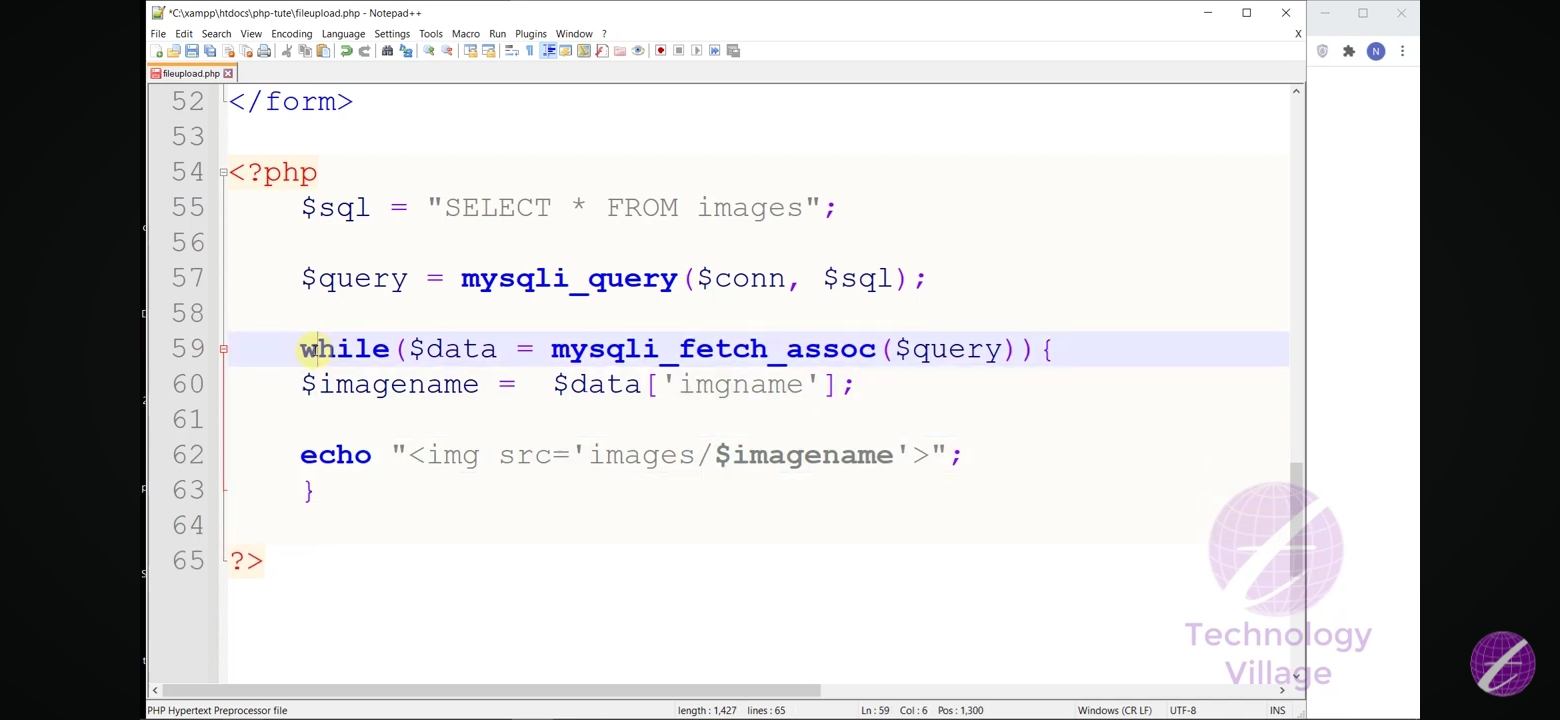 *C:\xampp\htdocs\php-tute\fileupload.php - Notepad++
File Edit Search View Encoding Language Settings Tools Macro Run Plugins Window ? X
fileupload.php
N
52 </form>
53
54 <?php
55 $sql = "SELECT * FROM images";
56
57 $query = mysqli_query($conn, $sql);
58
59 while($data = mysqli_fetch_assoc($query)){
60 $imagename =  $data['imgname'];
61
62 echo "<img src='images/$imagename'>";
63 }
64
65 ?>
Technology
Village
PHP Hypertext Preprocessor file length : 1,427 lines : 65 Ln : 59 Col : 6 Pos : 1,300 Windows (CR LF) UTF-8 INS